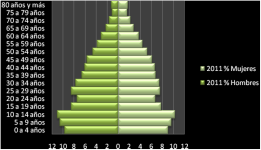 80 años y más
75 a 79 años
70 a 74 años
65 a 69 años
60 a 64 años
55 a 59 años
50 a 54 años
45 a 49 años
40 a 44 años
35 a 39 años
30 a 34 años
25 a 29 años
20 a 24 años
15 a 19 años
10 a 14 años
5 a 9 años
0 a 4 años
2011 % Mujeres
2011 % Hombres
12 10 8 6 4 2 0 2 4 6 8 10 12